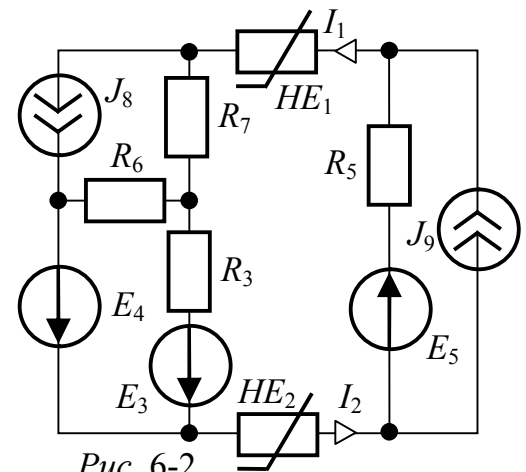 I₁
J₈
HE₁
R₇
R₆
R₅
J₉
R₃
E₄
E₅
E₃
HE₂
I₂
Рис. 6-2